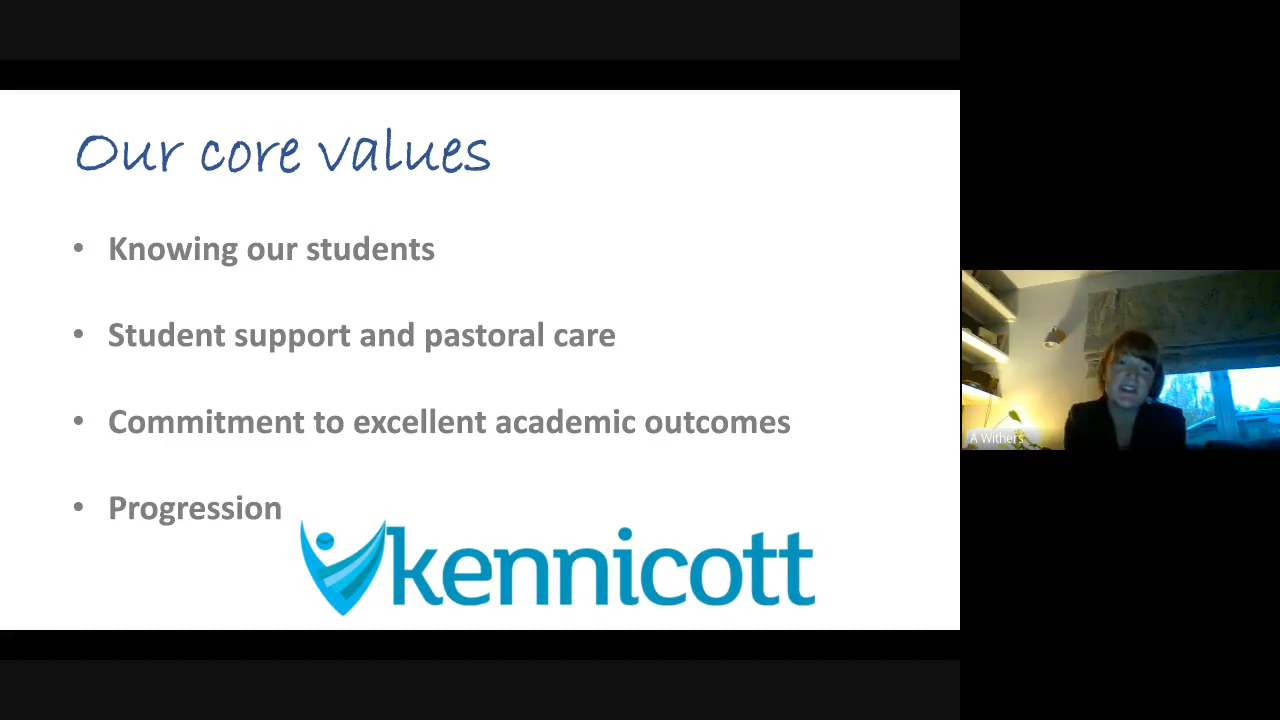 Our core values
• Knowing our students
• Student support and pastoral care
• Commitment to excellent academic outcomes
• Progression
kennicott
A Withers